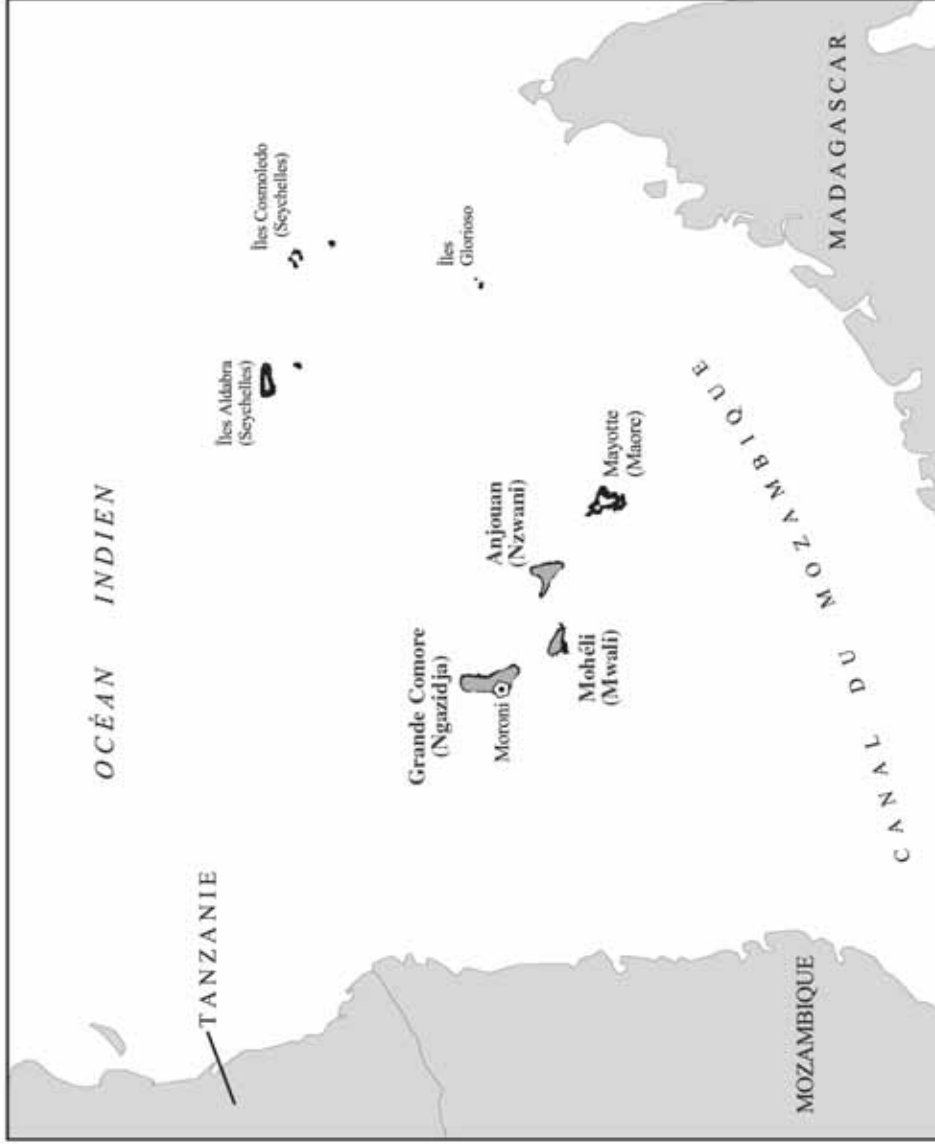 OCÉAN INDIEN
TANZANIE
Îles Aldabra
(Seychelles)
Îles Cosmoledo
(Seychelles)
Îles
Glorioso
Grande Comore
(Ngazidja)
Moroni
Anjouan
(Nzwani)
Mohéli
(Mwali)
Mayotte
(Maore)
CANAL DU MOZAMBIQUE
MOZAMBIQUE
MADAGASCAR